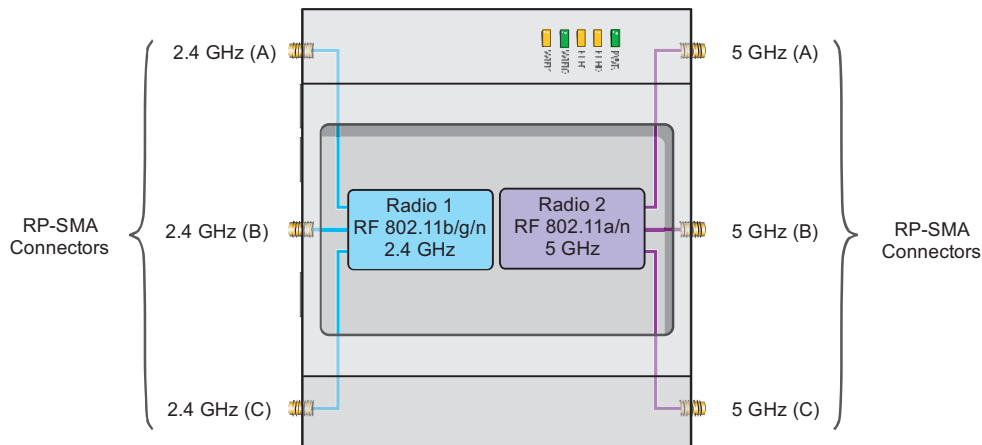 2.4 GHz (A)
5 GHz (A)
RP-SMA
Connectors
2.4 GHz (B)
Radio 1
RF 802.11b/g/n
2.4 GHz
Radio 2
RF 802.11a/n
5 GHz
5 GHz (B)
RP-SMA
Connectors
2.4 GHz (C)
5 GHz (C)